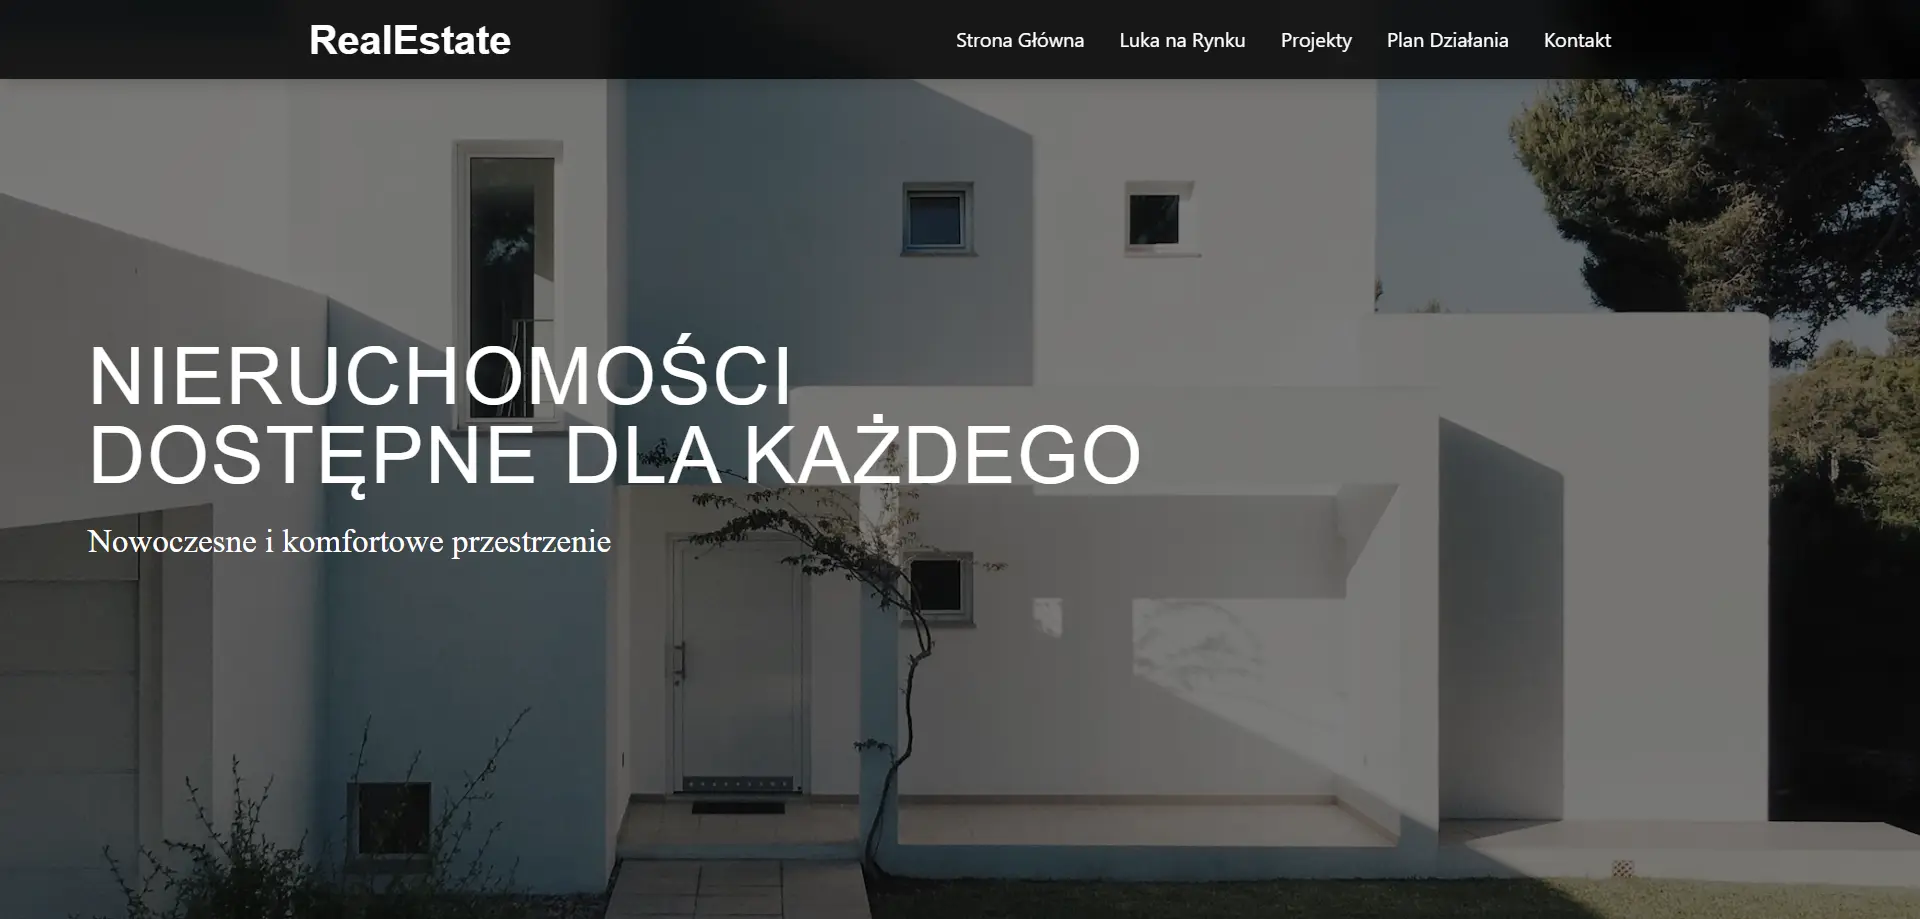 RealEstate
Strona Główna Luka na Rynku Projekty Plan Działania Kontakt
NIERUCHOMOŚCI
DOSTĘPNE DLA KAŻDEGO
Nowoczesne i komfortowe przestrzenie